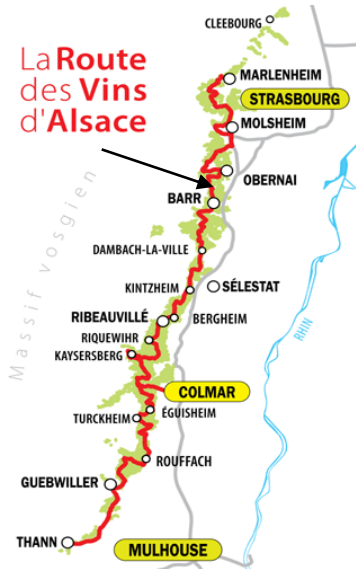 CLEEBOURG
La Route
des Vins
d'Alsace
MARLENHEIM
STRASBOURG
MOLSHEIM
OBERNAI
BARR
Massif vosgien
DAMBACH-LA-VILLE
KINTZHEIM
SÉLESTAT
RIBEAUVILLÉ
BERGHEIM
RHIN
RIQUEWIHR
KAYSERSBERG
COLMAR
ÉGUISHEIM
TURCKHEIM
ROUFFACH
GUEBWILLER
THANN
MULHOUSE